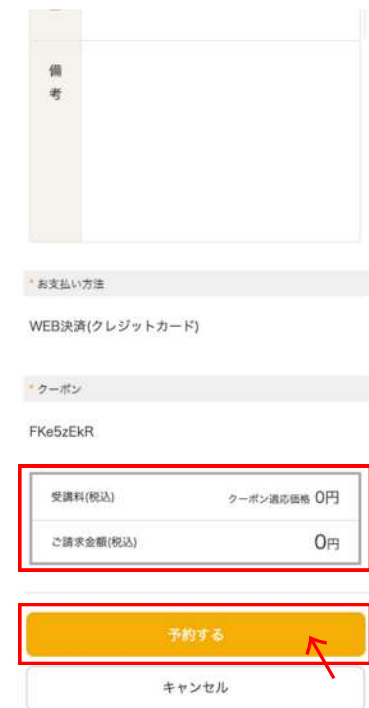 備
考
* お支払い方法
WEB決済(クレジットカード)
* クーポン
FKe5zEkR
受講料(税込) クーポン適応価格 0円
ご請求金額(税込) 0円
予約する
キャンセル